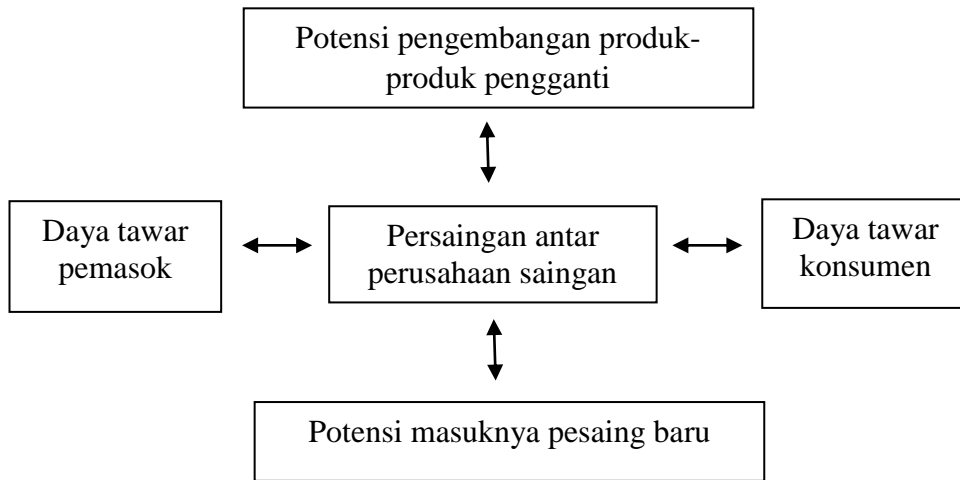 Potensi pengembangan produk-
produk pengganti
Daya tawar
pemasok
Persaingan antar
perusahaan saingan
Daya tawar
konsumen
Potensi masuknya pesaing baru